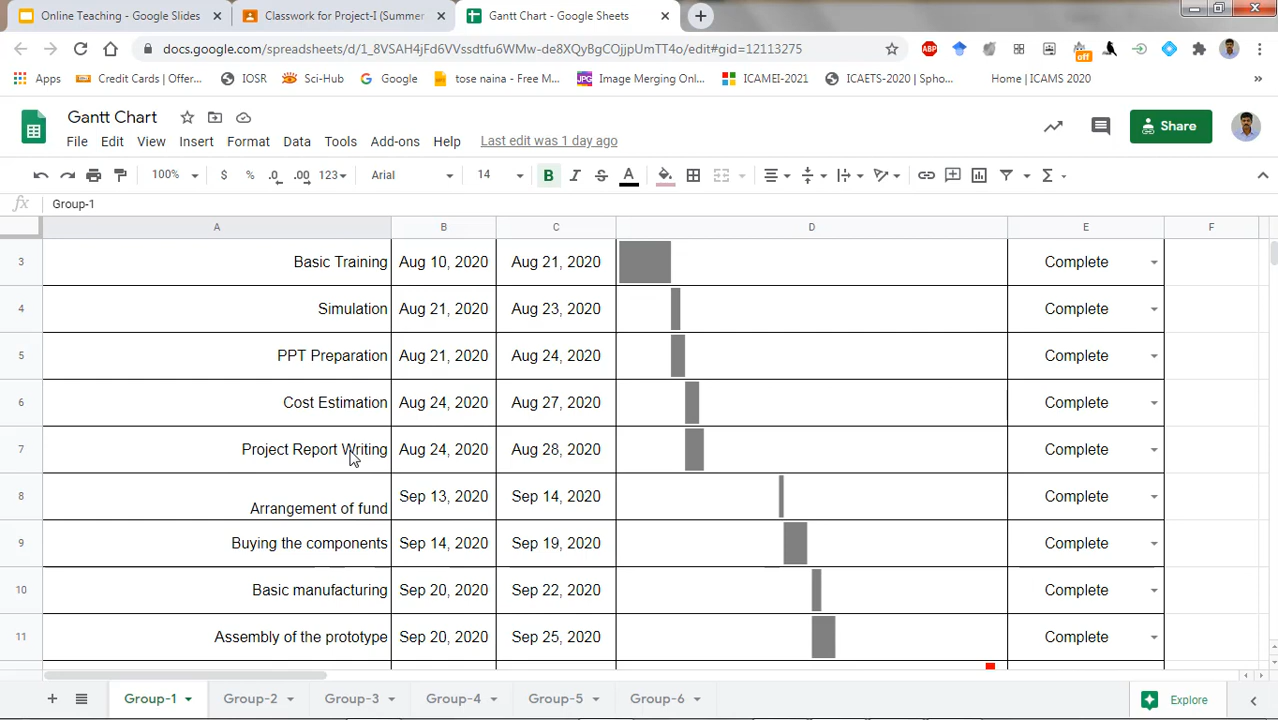 Online Teaching - Google Slides
Classwork for Project-I (Summer
Gantt Chart - Google Sheets
docs.google.com/spreadsheets/d/1_8VSAH4jFd6VVssdtfu6WMw-de8XQyBgCOjjpUmTT4o/edit#gid=12113275
ABP
off
Apps
Credit Cards | Offer...
IOSR
Sci-Hub
Google
tose naina - Free M...
JPG
Image Merging Onl...
ICAMEI-2021
ICAETS-2020 | Spho...
Home | ICAMS 2020
»
Gantt Chart
File Edit View Insert Format Data Tools Add-ons Help Last edit was 1 day ago
Share
100% $ % .0 .00 123 Arial 14 B I S A Σ
fx Group-1
A B C D E F
3 Basic Training Aug 10, 2020 Aug 21, 2020 Complete
4 Simulation Aug 21, 2020 Aug 23, 2020 Complete
5 PPT Preparation Aug 21, 2020 Aug 24, 2020 Complete
6 Cost Estimation Aug 24, 2020 Aug 27, 2020 Complete
7 Project Report Writing Aug 24, 2020 Aug 28, 2020 Complete
8 Arrangement of fund Sep 13, 2020 Sep 14, 2020 Complete
9 Buying the components Sep 14, 2020 Sep 19, 2020 Complete
10 Basic manufacturing Sep 20, 2020 Sep 22, 2020 Complete
11 Assembly of the prototype Sep 20, 2020 Sep 25, 2020 Complete
Group-1 Group-2 Group-3 Group-4 Group-5 Group-6 Explore